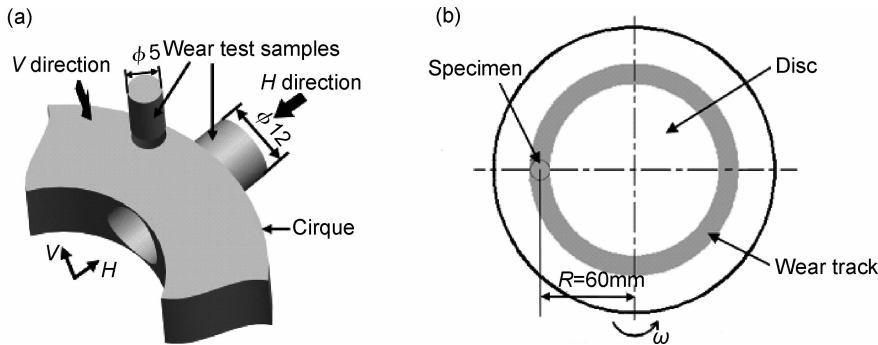 (a)
ϕ5
Wear test samples
V direction
H direction
ϕ12
Cirque
V
H
(b)
Specimen
Disc
Wear track
R=60mm
ω